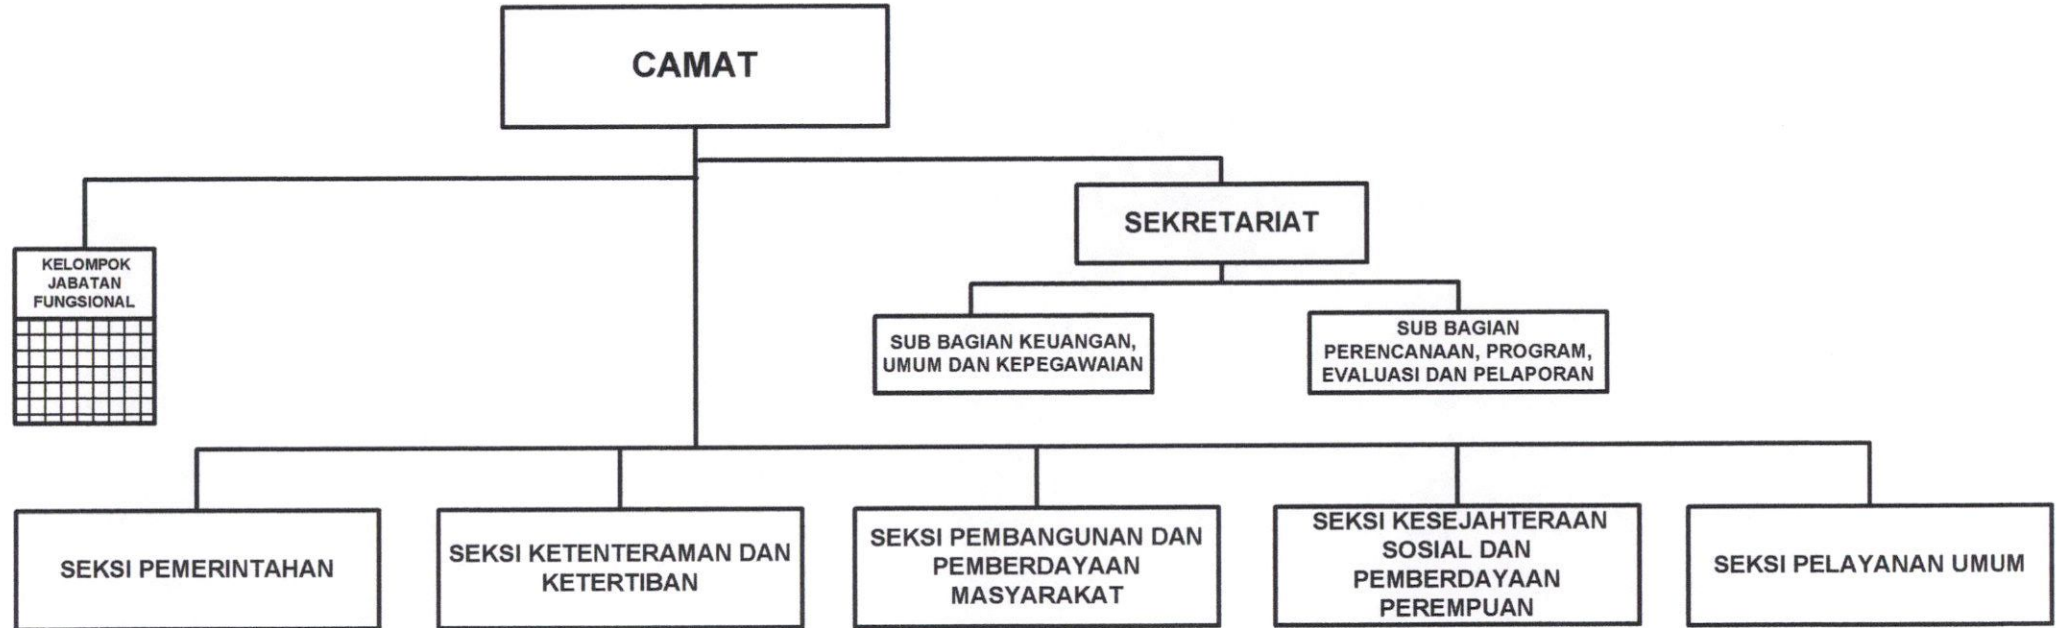 CAMAT
SEKRETARIAT
KELOMPOK
JABATAN
FUNGSIONAL
SUB BAGIAN KEUANGAN,
UMUM DAN KEPEGAWAIAN
SUB BAGIAN
PERENCANAAN, PROGRAM,
EVALUASI DAN PELAPORAN
SEKSI PEMERINTAHAN
SEKSI KETENTERAMAN DAN
KETERTIBAN
SEKSI PEMBANGUNAN DAN
PEMBERDAYAAN
MASYARAKAT
SEKSI KESEJAHTERAAN
SOSIAL DAN
PEMBERDAYAAN
PEREMPUAN
SEKSI PELAYANAN UMUM